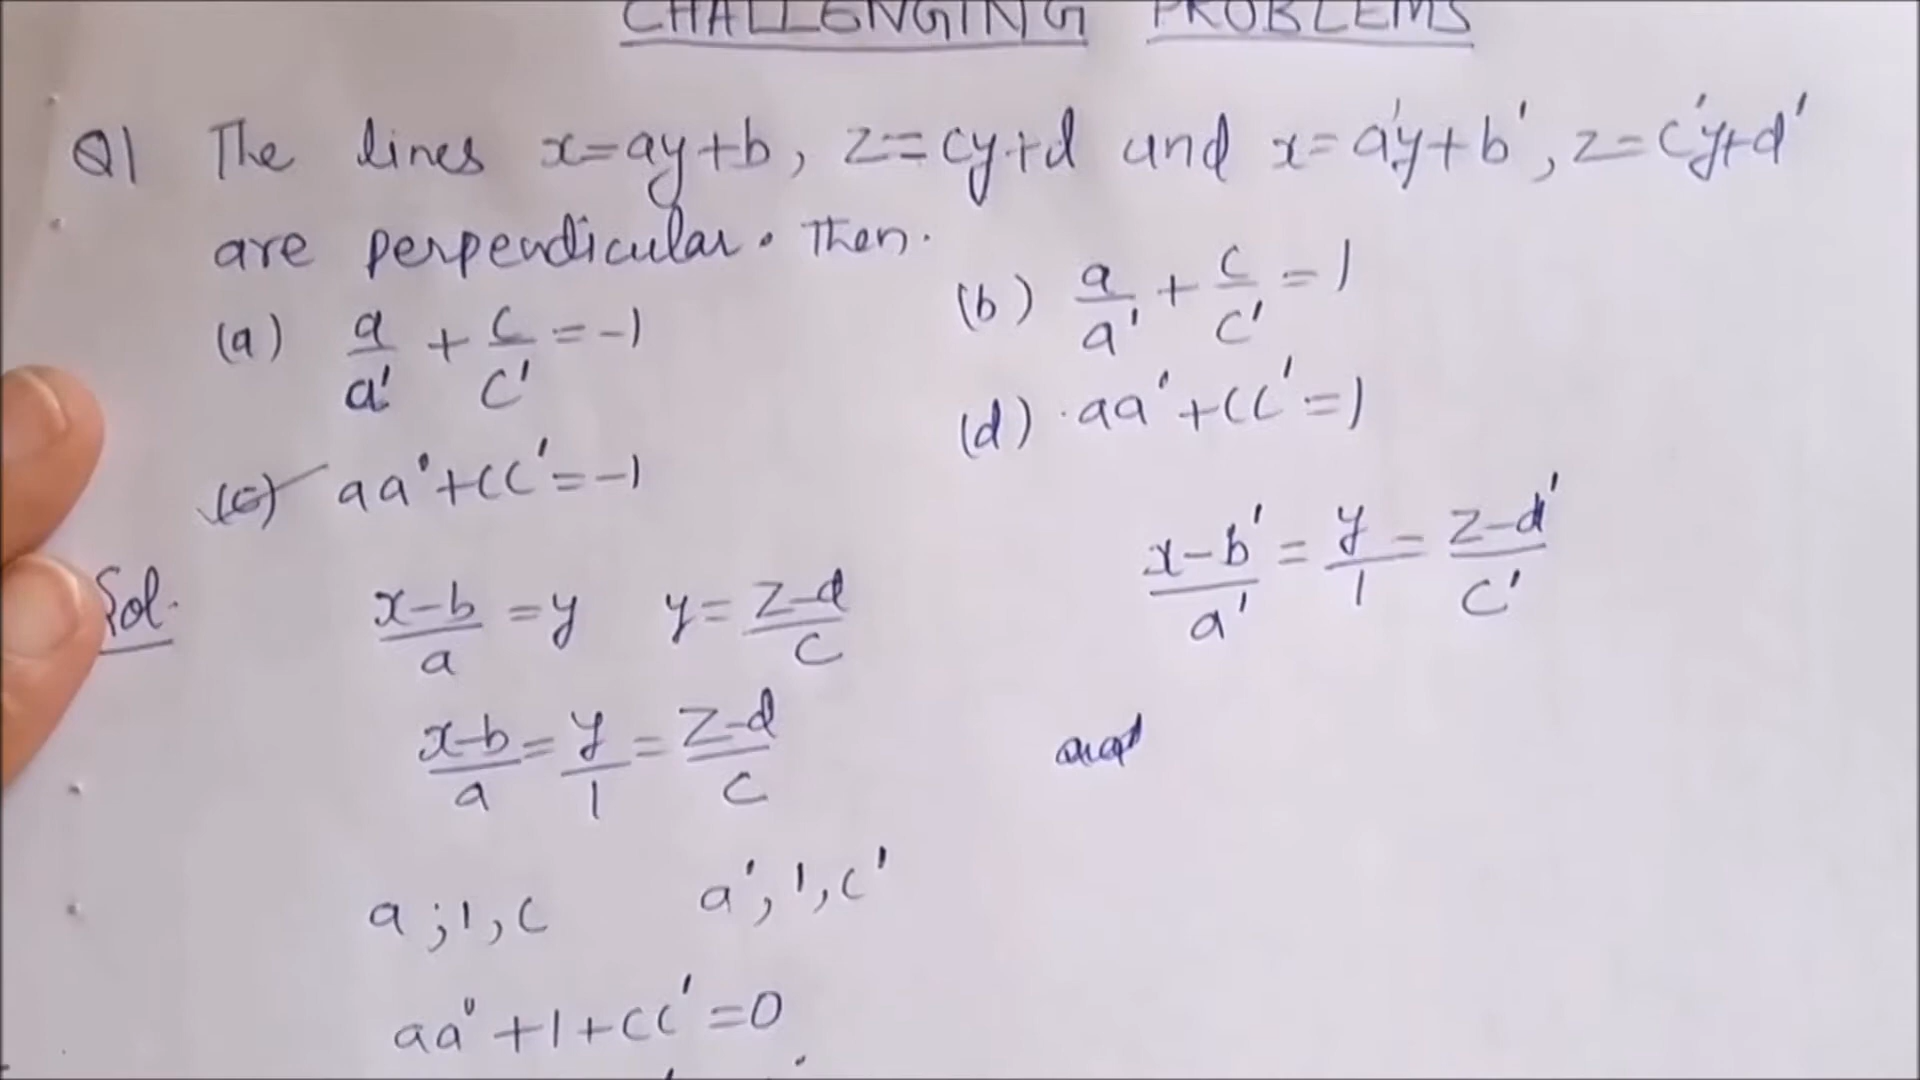 CHALLENGING PROBLEMS
Q1 The lines x=ay+b, z=cy+d and x=a'y+b', z=c'y+d'
are perpendicular. Then.
(a) a/a' + c/c' = -1
(b) a/a' + c/c' = 1
(c) aa'+cc'=-1
(d) aa'+cc'=1
Sol.
(x-b)/a = y y = (z-d)/c
(x-b')/a' = y/1 = (z-d')/c'
(x-b)/a = y/1 = (z-d)/c
a,1,c a',1,c'
aa'+1+cc'=0